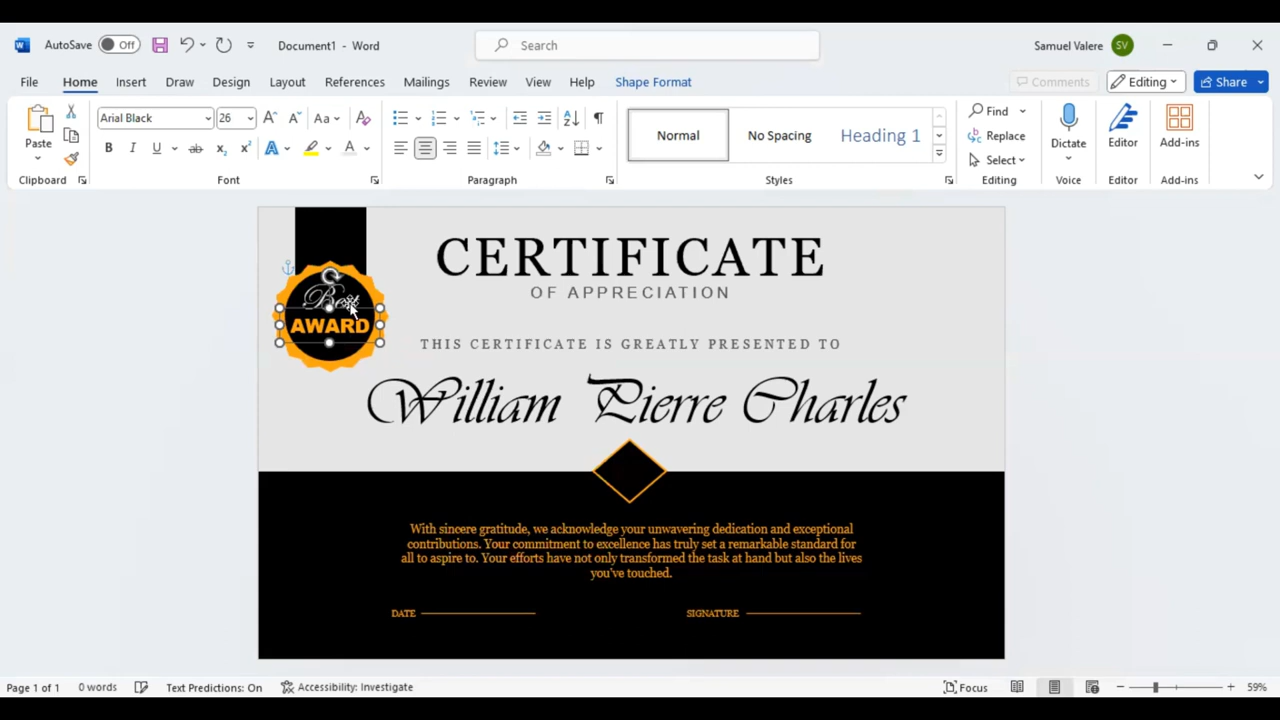 AutoSave Off Document1 - Word Search Samuel Valere SV
File Home Insert Draw Design Layout References Mailings Review View Help Shape Format Comments Editing Share
Paste Arial Black 26 Aa Normal No Spacing Heading 1 Find Replace Select Dictate Editor Add-ins
B I U ab x₂ x² A A
Clipboard Font Paragraph Styles Editing Voice Editor Add-ins
CERTIFICATE
OF APPRECIATION
Best
AWARD
THIS CERTIFICATE IS GREATLY PRESENTED TO
William Pierre Charles
With sincere gratitude, we acknowledge your unwavering dedication and exceptional
contributions. Your commitment to excellence has truly set a remarkable standard for
all to aspire to. Your efforts have not only transformed the task at hand but also the lives
you've touched.
DATE SIGNATURE
Page 1 of 1 0 words Text Predictions: On Accessibility: Investigate Focus 59%